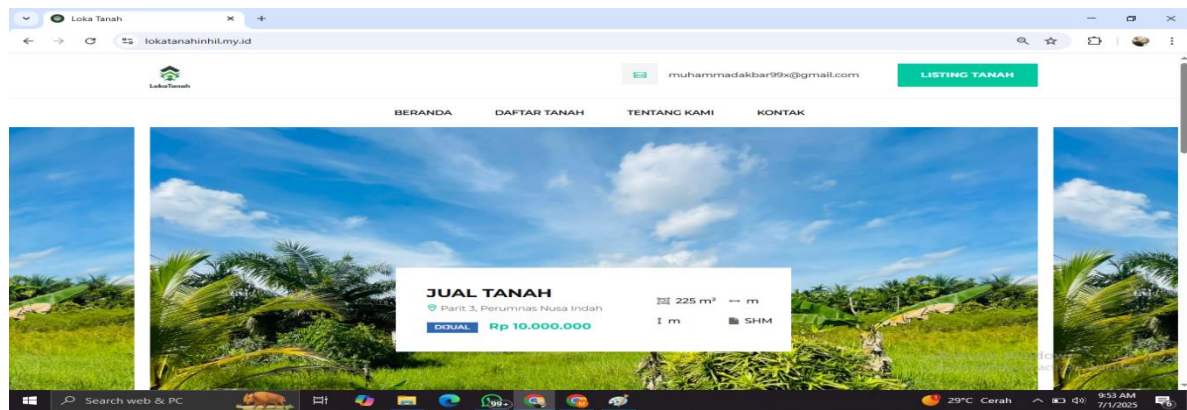 Loka Tanah
lokatanahinhil.my.id
LokaTanah
muhammadakbar99x@gmail.com
LISTING TANAH
BERANDA DAFTAR TANAH TENTANG KAMI KONTAK
JUAL TANAH
Parit 3, Perumnas Nusa Indah
DIJUAL Rp 10.000.000
225 m² m
m SHM
Search web & PC
99+
29°C Cerah
9:53 AM
7/1/2025
6